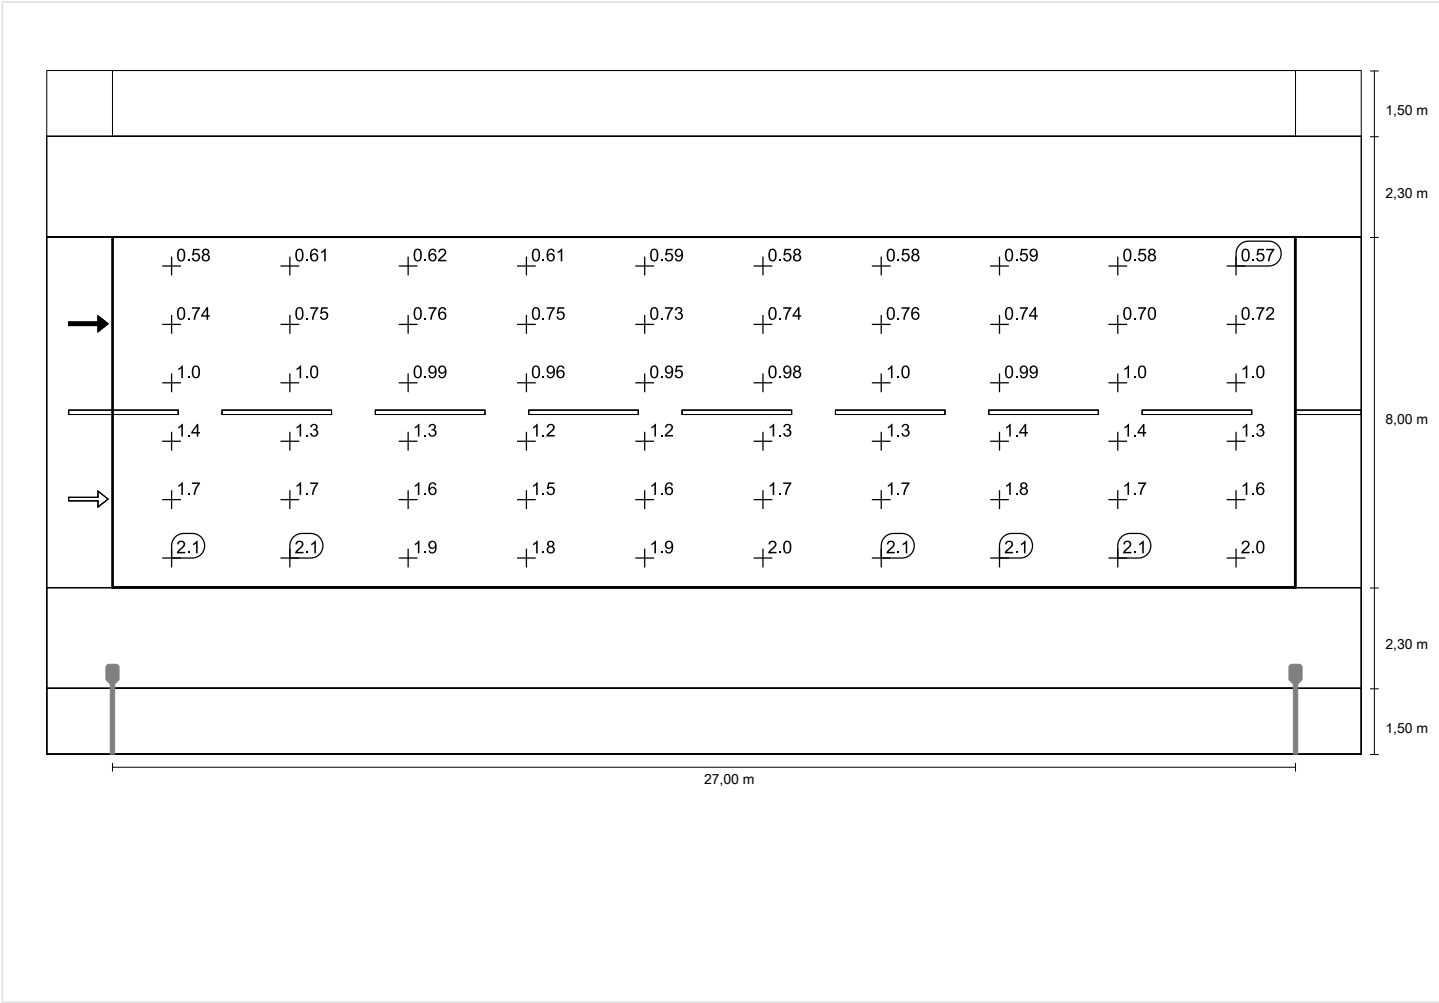 1,50 m
2,30 m
0.58 0.61 0.62 0.61 0.59 0.58 0.58 0.59 0.58 0.57
0.74 0.75 0.76 0.75 0.73 0.74 0.76 0.74 0.70 0.72
1.0 1.0 0.99 0.96 0.95 0.98 1.0 0.99 1.0 1.0
8,00 m
1.4 1.3 1.3 1.2 1.2 1.3 1.3 1.4 1.4 1.3
1.7 1.7 1.6 1.5 1.6 1.7 1.7 1.8 1.7 1.6
2.1 2.1 1.9 1.8 1.9 2.0 2.1 2.1 2.1 2.0
2,30 m
1,50 m
27,00 m